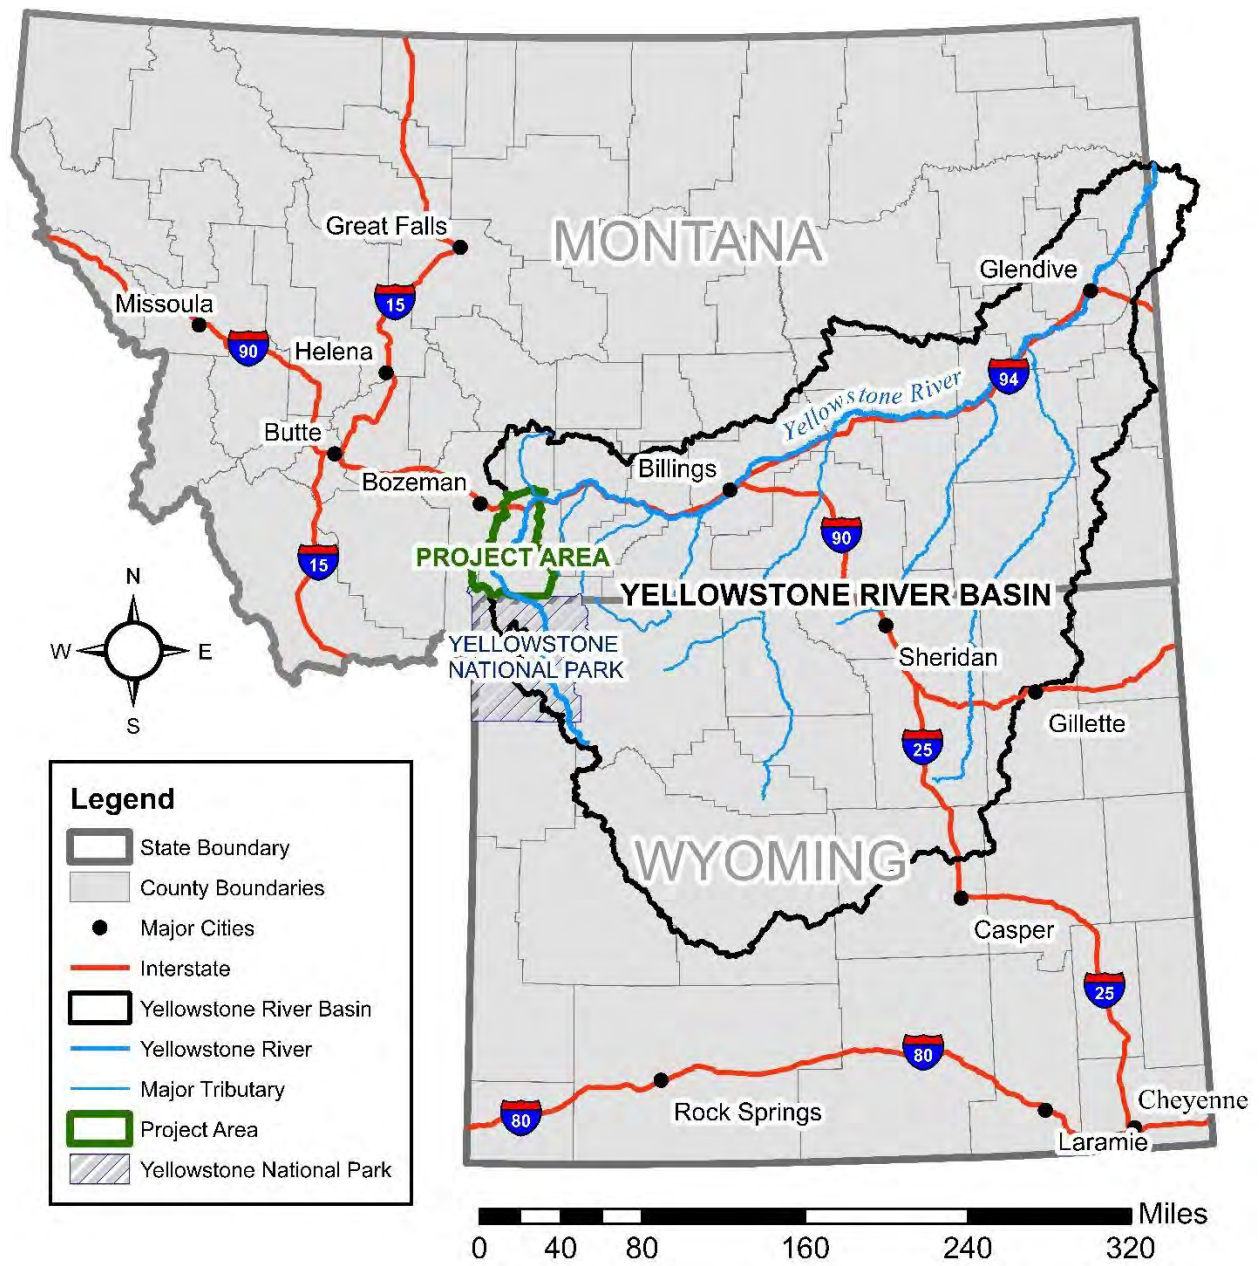 Great Falls
MONTANA
Glendive
Missoula
15
90
Helena
94
Yellowstone River
Butte
Billings
Bozeman
90
15
PROJECT AREA
N
YELLOWSTONE RIVER BASIN
W
E
YELLOWSTONE
NATIONAL PARK
Sheridan
S
Gillette
25
Legend
State Boundary
WYOMING
County Boundaries
Major Cities
Casper
Interstate
25
Yellowstone River Basin
Yellowstone River
80
Major Tributary
Cheyenne
Rock Springs
80
Project Area
Laramie
Yellowstone National Park
Miles
0 40 80 160 240 320